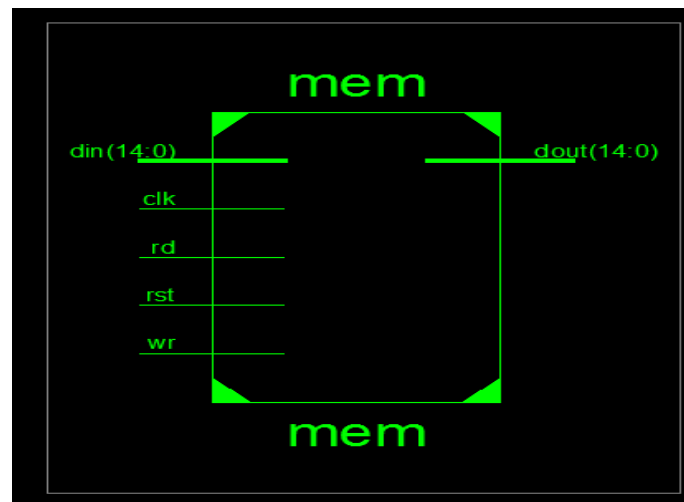 mem
din(14:0)
dout(14:0)
clk
rd
rst
wr
mem